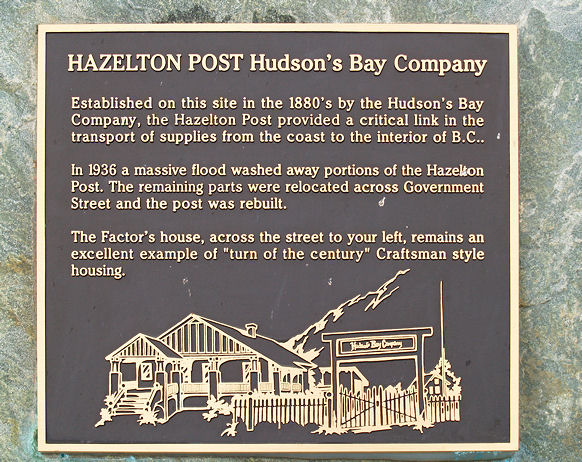 HAZELTON POST Hudson's Bay Company
Established on this site in the 1880's by the Hudson's Bay
Company, the Hazelton Post provided a critical link in the
transport of supplies from the coast to the interior of B.C..
In 1936 a massive flood washed away portions of the Hazelton
Post. The remaining parts were relocated across Government
Street and the post was rebuilt.
The Factor's house, across the street to your left, remains an
excellent example of "turn of the century" Craftsman style
housing.
Hudson's Bay Company